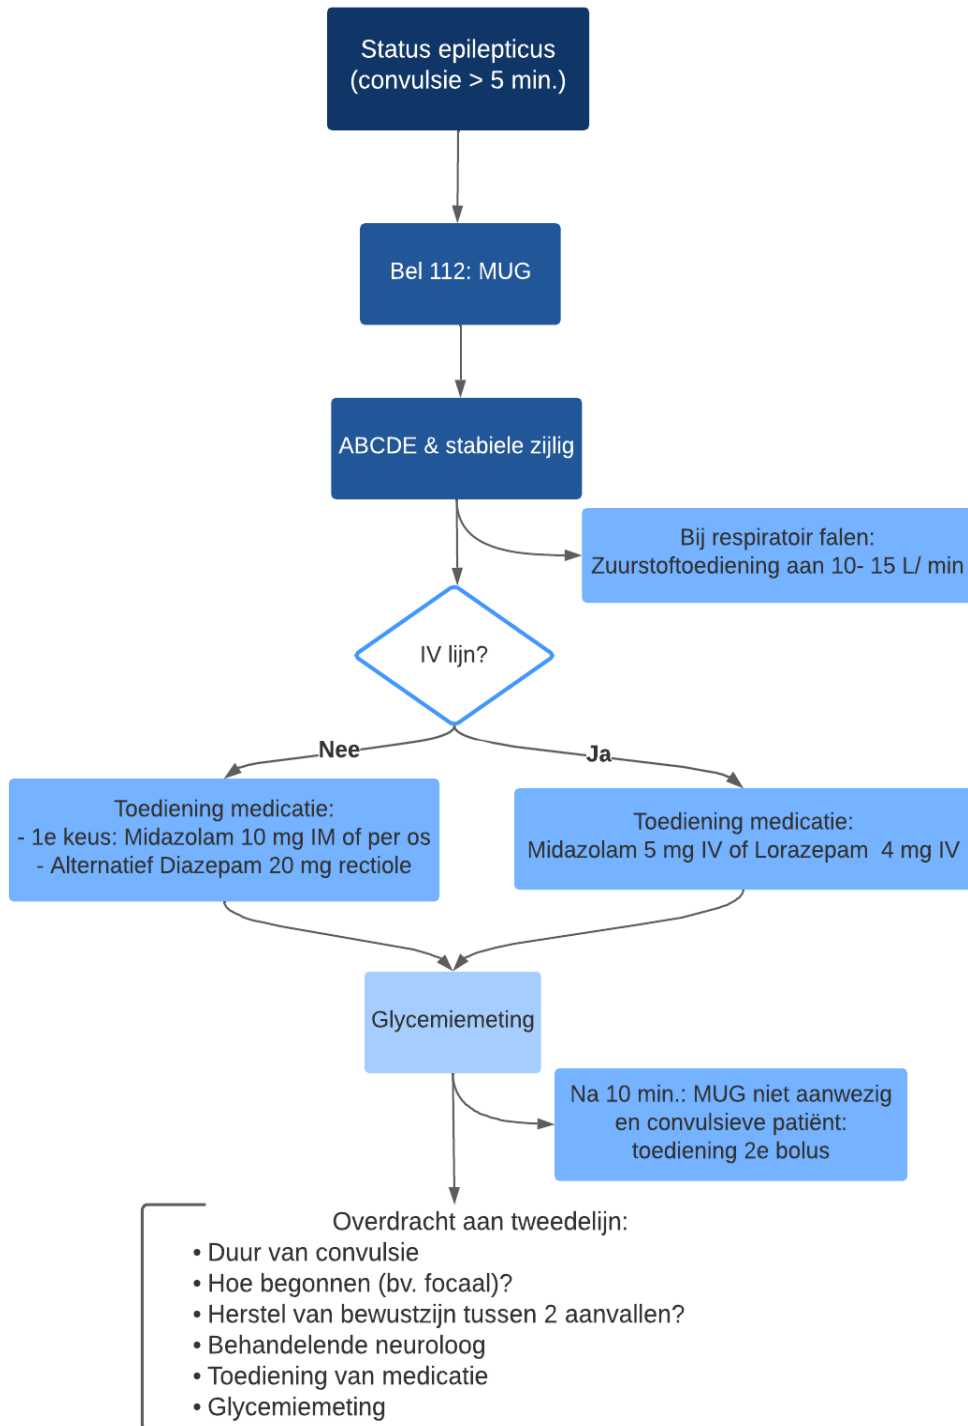 Status epilepticus
(convulsie > 5 min.)
Bel 112: MUG
ABCDE & stabiele zijlig
Bij respiratoir falen:
Zuurstoftoediening aan 10- 15 L/ min
IV lijn?
Nee
Ja
Toediening medicatie:
- 1e keus: Midazolam 10 mg IM of per os
- Alternatief Diazepam 20 mg rectiole
Toediening medicatie:
Midazolam 5 mg IV of Lorazepam  4 mg IV
Glycemiemeting
Na 10 min.: MUG niet aanwezig
en convulsieve patiënt:
toediening 2e bolus
Overdracht aan tweedelijn:
• Duur van convulsie
• Hoe begonnen (bv. focaal)?
• Herstel van bewustzijn tussen 2 aanvallen?
• Behandelende neuroloog
• Toediening van medicatie
• Glycemiemeting